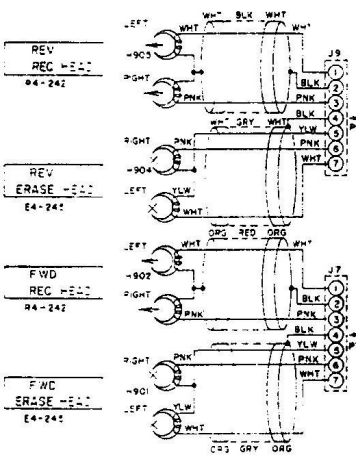 WHT BLK WHT
LEFT WHT
J9
REV
REC HEAD
R4-242
RIGHT
PNK
1
BLK 2
PNK 3
BLK 4
YLW 5
PNK 6
WHT 7
WHT GRY WHT
RIGHT PNK
REV
ERASE HEAD
E4-245
LEFT YLW
WHT
ORG RED ORG
LEFT WHT WHT
J7
FWD
REC HEAD
R4-242
RIGHT
PNK
1
BLK 2
PNK 3
BLK 4
YLW 5
PNK 6
WHT 7
RIGHT PNK
FWD
ERASE HEAD
E4-245
LEFT YLW
WHT
ORG GRY ORG